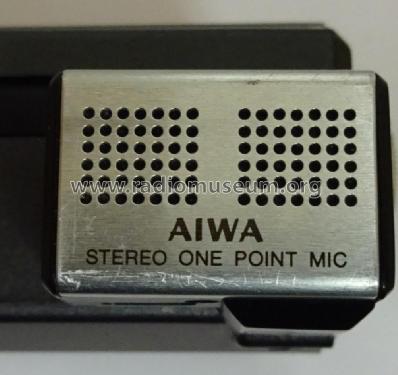 www.radiomuseum.org
AIWA
STEREO ONE POINT MIC